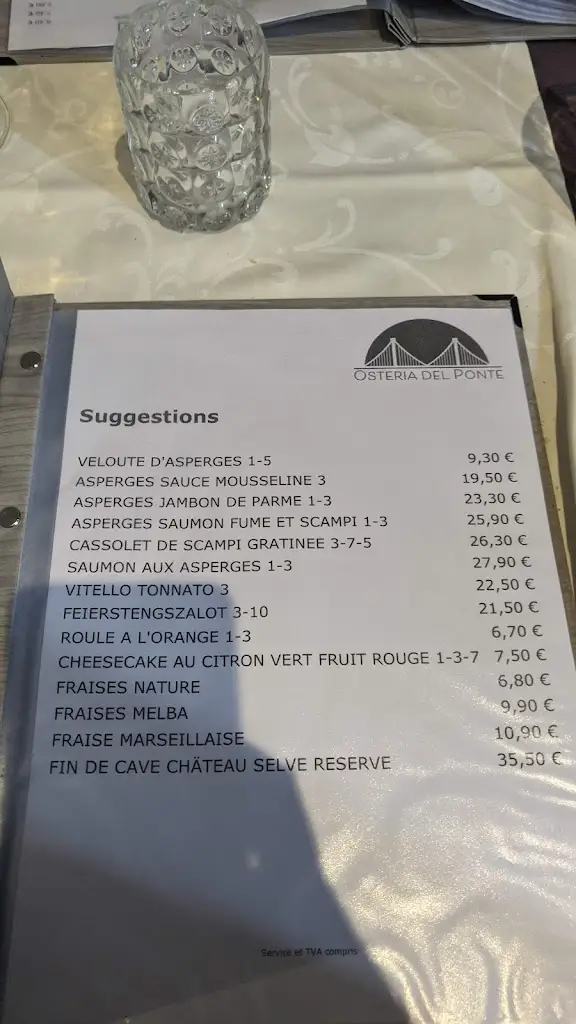 OSTERIA DEL PONTE
Suggestions
VELOUTE D'ASPERGES 1-5 9,30 €
ASPERGES SAUCE MOUSSELINE 3 19,50 €
ASPERGES JAMBON DE PARME 1-3 23,30 €
ASPERGES SAUMON FUME ET SCAMPI 1-3 25,90 €
CASSOLET DE SCAMPI GRATINEE 3-7-5 26,30 €
SAUMON AUX ASPERGES 1-3 27,90 €
VITELLO TONNATO 3 22,50 €
FEIERSTENGSZALOT 3-10 21,50 €
ROULE A L'ORANGE 1-3 6,70 €
CHEESECAKE AU CITRON VERT FRUIT ROUGE 1-3-7 7,50 €
FRAISES NATURE 6,80 €
FRAISES MELBA 9,90 €
FRAISE MARSEILLAISE 10,90 €
FIN DE CAVE CHÄTEAU SELVE RESERVE 35,50 €
Service et TVA compris